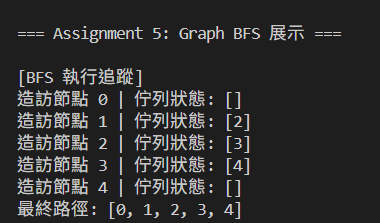 === Assignment 5: Graph BFS 展示 ===
[BFS 執行追蹤]
造訪節點 0 | 佇列狀態: []
造訪節點 1 | 佇列狀態: [2]
造訪節點 2 | 佇列狀態: [3]
造訪節點 3 | 佇列狀態: [4]
造訪節點 4 | 佇列狀態: []
最終路徑: [0, 1, 2, 3, 4]